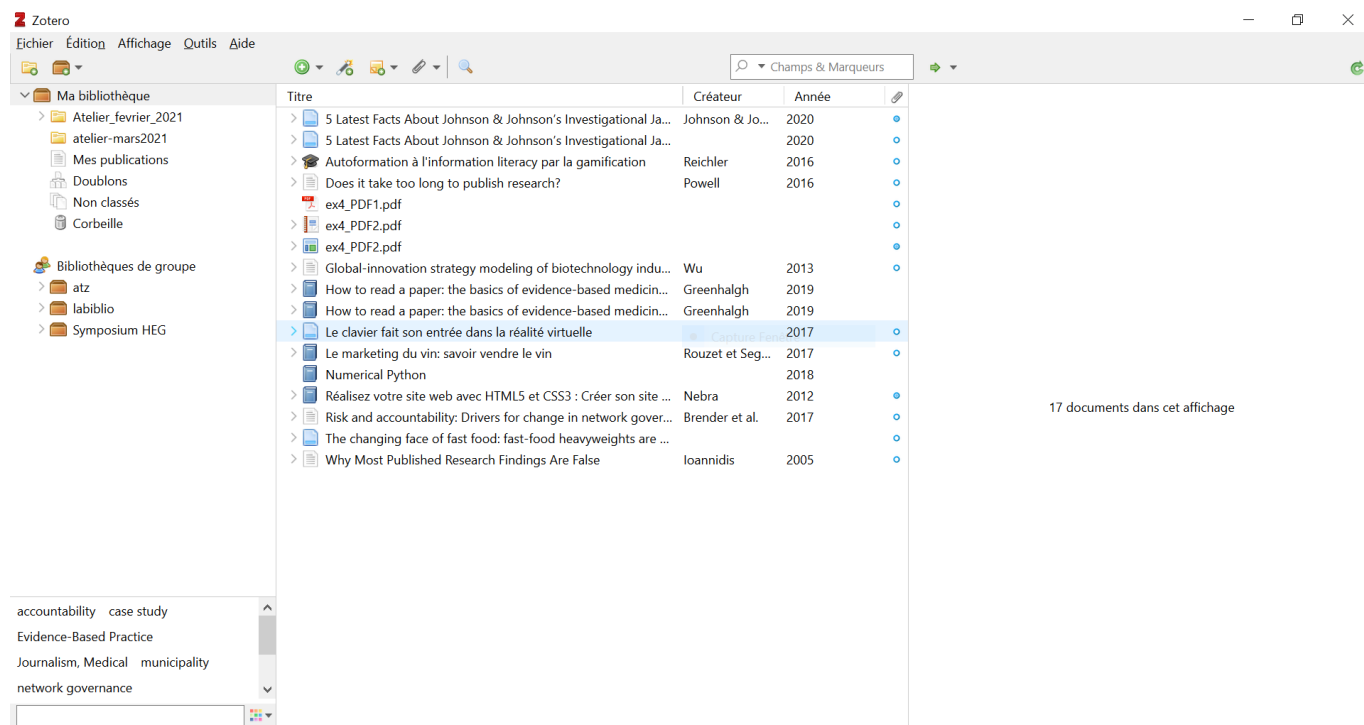 Zotero
Fichier Édition Affichage Outils Aide
Champs & Marqueurs
Ma bibliothèque
Atelier_fevrier_2021
atelier-mars2021
Mes publications
Doublons
Non classés
Corbeille
Bibliothèques de groupe
atz
labiblio
Symposium HEG
Titre Créateur Année
5 Latest Facts About Johnson & Johnson’s Investigational Ja... Johnson & Jo... 2020
5 Latest Facts About Johnson & Johnson’s Investigational Ja... 2020
Autoformation à l'information literacy par la gamification Reichler 2016
Does it take too long to publish research? Powell 2016
ex4_PDF1.pdf
ex4_PDF2.pdf
ex4_PDF2.pdf
Global-innovation strategy modeling of biotechnology indu... Wu 2013
How to read a paper: the basics of evidence-based medicin... Greenhalgh 2019
How to read a paper: the basics of evidence-based medicin... Greenhalgh 2019
Le clavier fait son entrée dans la réalité virtuelle 2017
Capture Fen
Le marketing du vin: savoir vendre le vin Rouzet et Seg... 2017
Numerical Python 2018
Réalisez votre site web avec HTML5 et CSS3 : Créer son site ... Nebra 2012
Risk and accountability: Drivers for change in network gover... Brender et al. 2017
The changing face of fast food: fast-food heavyweights are ...
Why Most Published Research Findings Are False Ioannidis 2005
17 documents dans cet affichage
accountability case study
Evidence-Based Practice
Journalism, Medical municipality
network governance